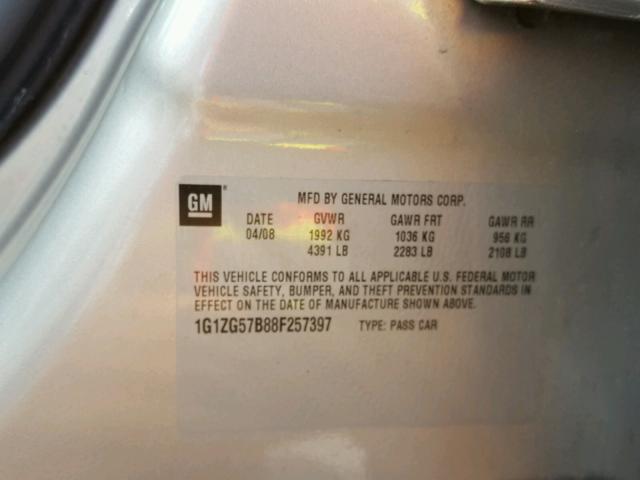 GM®
MFD BY GENERAL MOTORS CORP.
DATE GVWR GAWR FRT GAWR RR
04/08 1992 KG 1036 KG 956 KG
4391 LB 2283 LB 2108 LB
THIS VEHICLE CONFORMS TO ALL APPLICABLE U.S. FEDERAL MOTOR
VEHICLE SAFETY, BUMPER, AND THEFT PREVENTION STANDARDS IN
EFFECT ON THE DATE OF MANUFACTURE SHOWN ABOVE.
1G1ZG57B88F257397 TYPE: PASS CAR